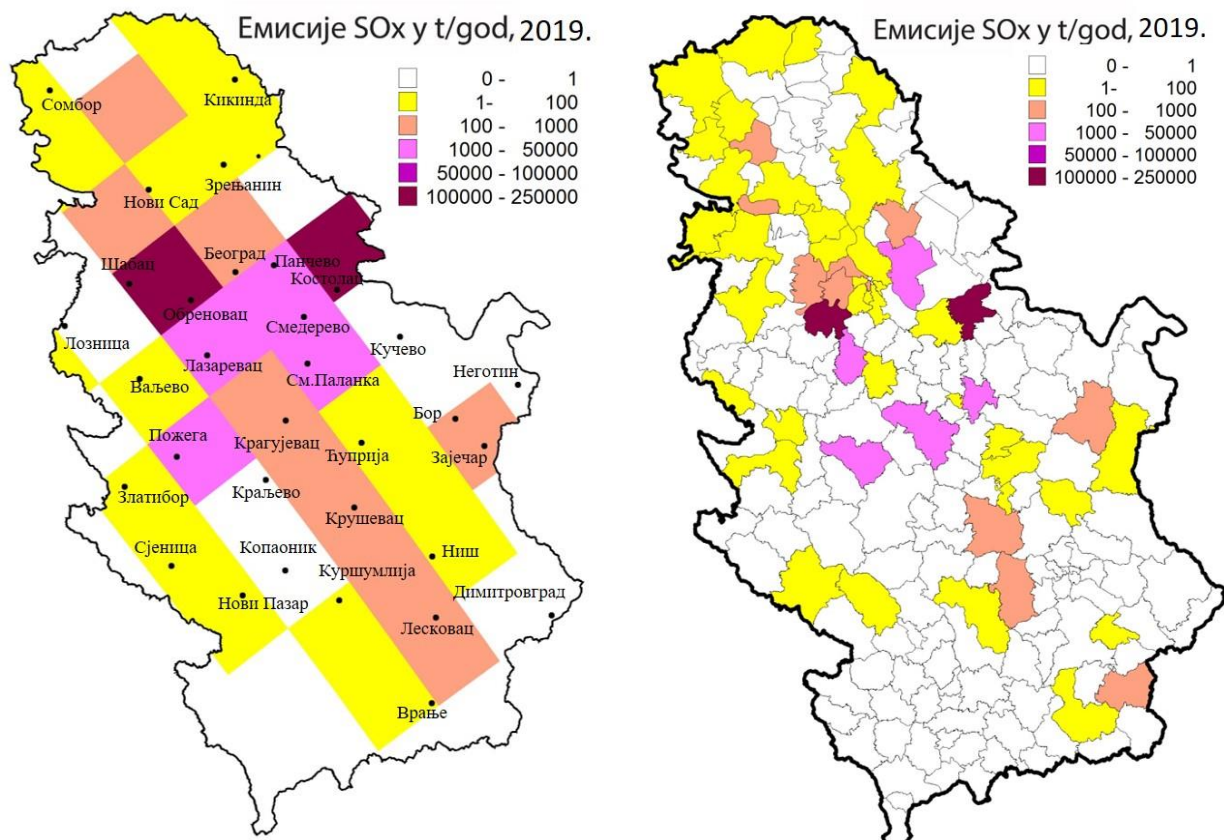 Емисије SOx у t/god, 2019.
0 - 1
1- 100
100 - 1000
1000 - 50000
50000 - 100000
100000 - 250000
Сомбор
Кикинда
Зрењанин
Нови Сад
Београд
Панчево
Шабац
Костолац
Обреновац
Смедерево
Лозница
Кучево
Лазаревац
См.Паланка
Ваљево
Неготин
Бор
Пожега
Крагујевац
Ћуприја
Зајечар
Златибор
Краљево
Крушевац
Сјеница
Копаоник
Ниш
Куршумлија
Димитровград
Нови Пазар
Лесковац
Врање
Емисије SOx у t/god, 2019.
0 - 1
1- 100
100 - 1000
1000 - 50000
50000 - 100000
100000 - 250000